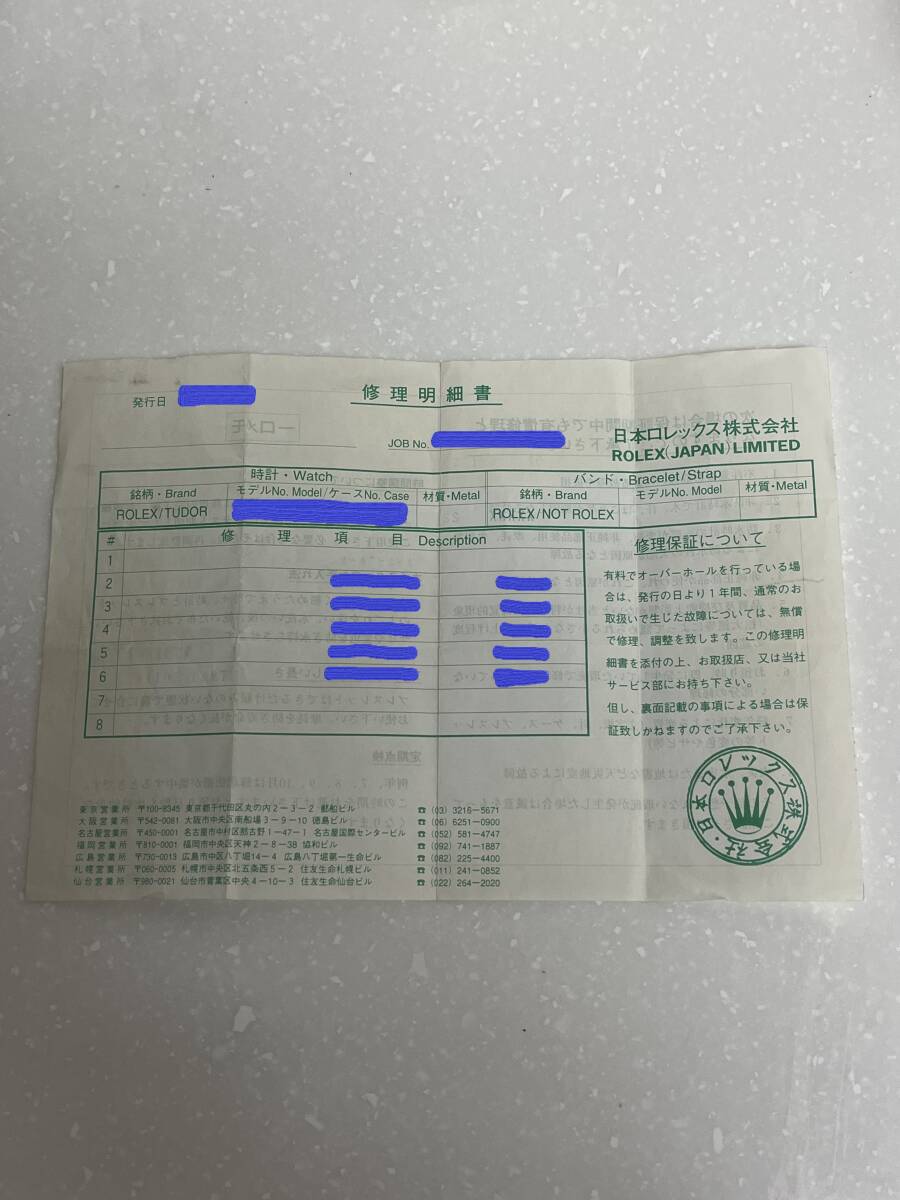 発行日
修理明細書
JOB No.
日本ロレックス株式会社
ROLEX(JAPAN)LIMITED
時計・Watch
バンド・Bracelet/Strap
銘柄・Brand
モデルNo. Model/ケースNo. Case
材質・Metal
銘柄・Brand
モデルNo. Model
材質・Metal
ROLEX/TUDOR
ROLEX/NOT ROLEX
# 修理項目 Description
1
2
3
4
5
6
7
8
修理保証について
有料でオーバーホールを行っている場
合は、発行の日より1年間、通常のお
取扱いで生じた故障については、無償
で修理、調整を致します。この修理明
細書を添付の上、お取扱店、又は当社
サービス部にお持ち下さい。
但し、裏面記載の事項による場合は保
証致しかねますのでご了承下さい。
日本ロレックス株式会社・
東京営業所 〒100-8345 東京都千代田区丸の内2-3-2 郵船ビル ☎(03) 3216-5671
大阪営業所 〒542-0081 大阪市中央区南船場3-9-10 徳島ビル ☎(06) 6251-0900
名古屋営業所 〒450-0001 名古屋市中村区那古野1-47-1 名古屋国際センタービル ☎(052) 581-4747
福岡営業所 〒810-0001 福岡市中央区天神2-8-38 協和ビル ☎(092) 741-1887
広島営業所 〒730-0013 広島市中区八丁堀14-4 広島八丁堀第一生命ビル ☎(082) 225-4400
札幌営業所 〒060-0005 札幌市中央区北五条西5-2 住友生命札幌ビル ☎(011) 241-0852
仙台営業所 〒980-0021 仙台市青葉区中央4-10-3 住友生命仙台ビル ☎(022) 264-2020